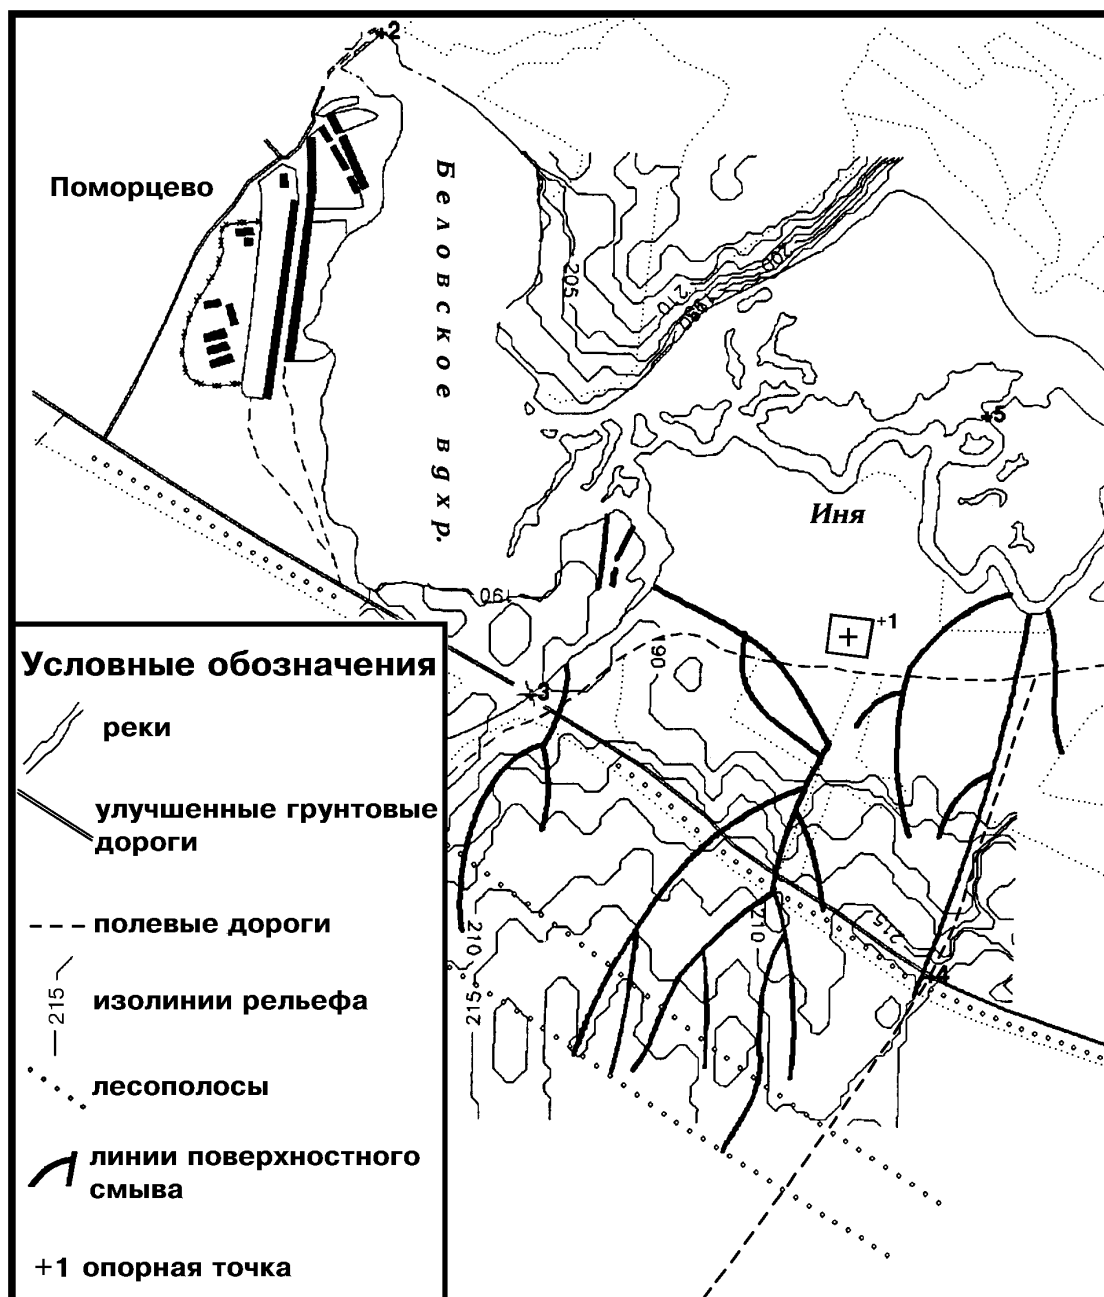 +2
Поморцево
Беловское вдхр.
205
210
200
+5
Иня
190
+1
+3
190
215
+4
210
210
215
Условные обозначения
реки
улучшенные грунтовые
дороги
полевые дороги
215
изолинии рельефа
лесополосы
линии поверхностного
смыва
+1 опорная точка